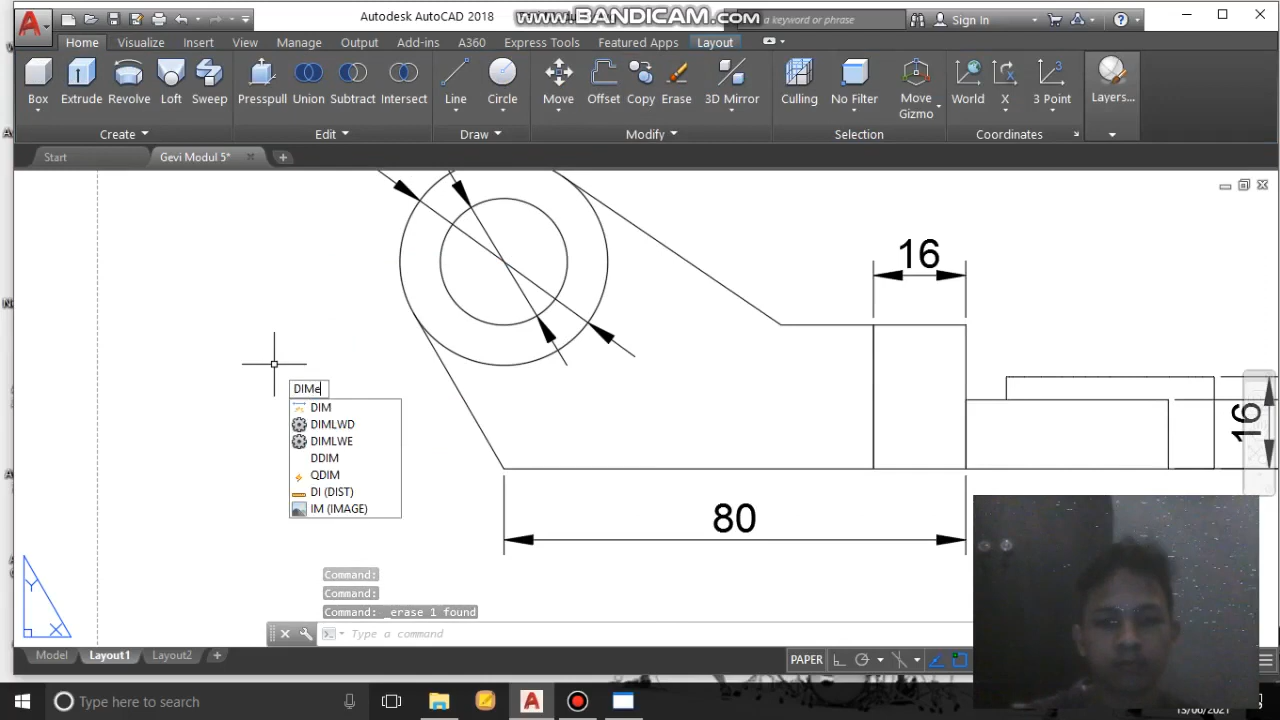 Autodesk AutoCAD 2018
www.BANDICAM.com
a keyword or phrase
Sign In
Home Visualize Insert View Manage Output Add-ins A360 Express Tools Featured Apps Layout
Box Extrude Revolve Loft Sweep Presspull Union Subtract Intersect Line Circle Move Offset Copy Erase 3D Mirror Culling No Filter Move Gizmo World X 3 Point Layers...
Create Edit Draw Modify Selection Coordinates
Start Gevi Modul 5*
16
DIMe
DIM
DIMLWD
DIMLWE
DDIM
QDIM
DI (DIST)
IM (IMAGE)
16
80
Command:
Command:
Command: _erase 1 found
Type a command
Y
X
Model Layout1 Layout2
PAPER
Type here to search
13/06/2021